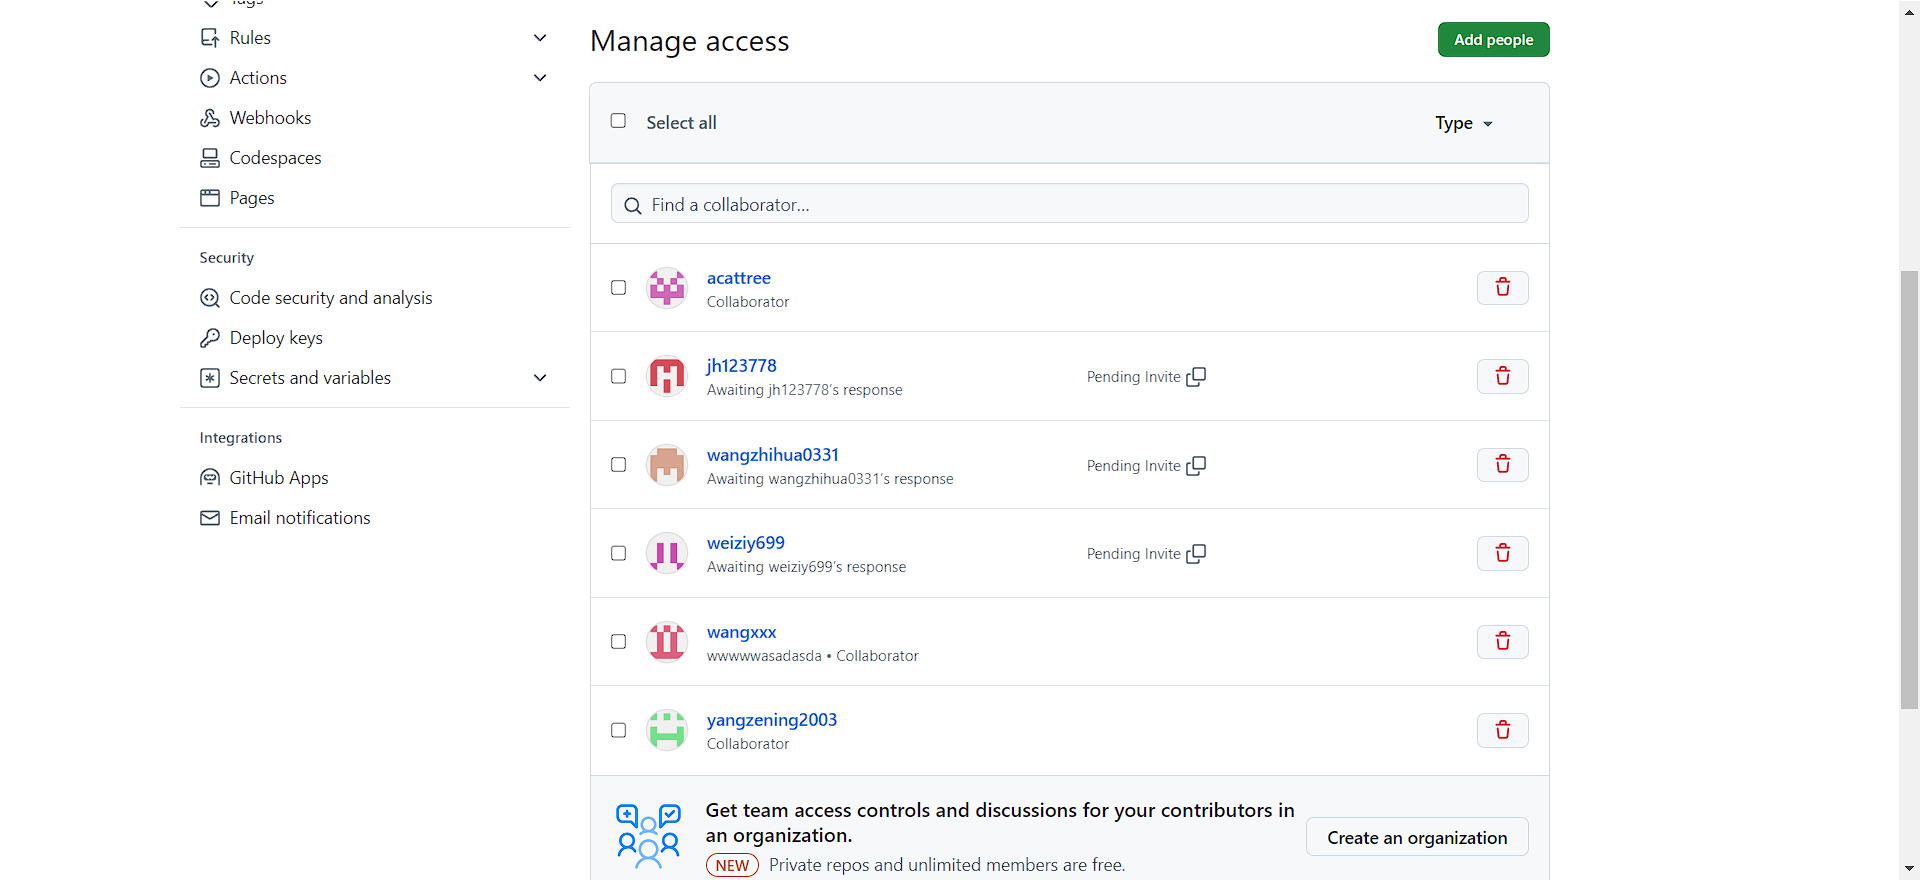 Tags
Rules
Actions
Webhooks
Codespaces
Pages
Security
Code security and analysis
Deploy keys
Secrets and variables
Integrations
GitHub Apps
Email notifications
Manage access
Add people
Select all
Type
Find a collaborator...
acattree
Collaborator
jh123778
Awaiting jh123778's response
Pending Invite
wangzhihua0331
Awaiting wangzhihua0331's response
Pending Invite
weiziy699
Awaiting weiziy699's response
Pending Invite
wangxxx
wwwwwasadasda • Collaborator
yangzening2003
Collaborator
Get team access controls and discussions for your contributors in
an organization.
NEW Private repos and unlimited members are free.
Create an organization